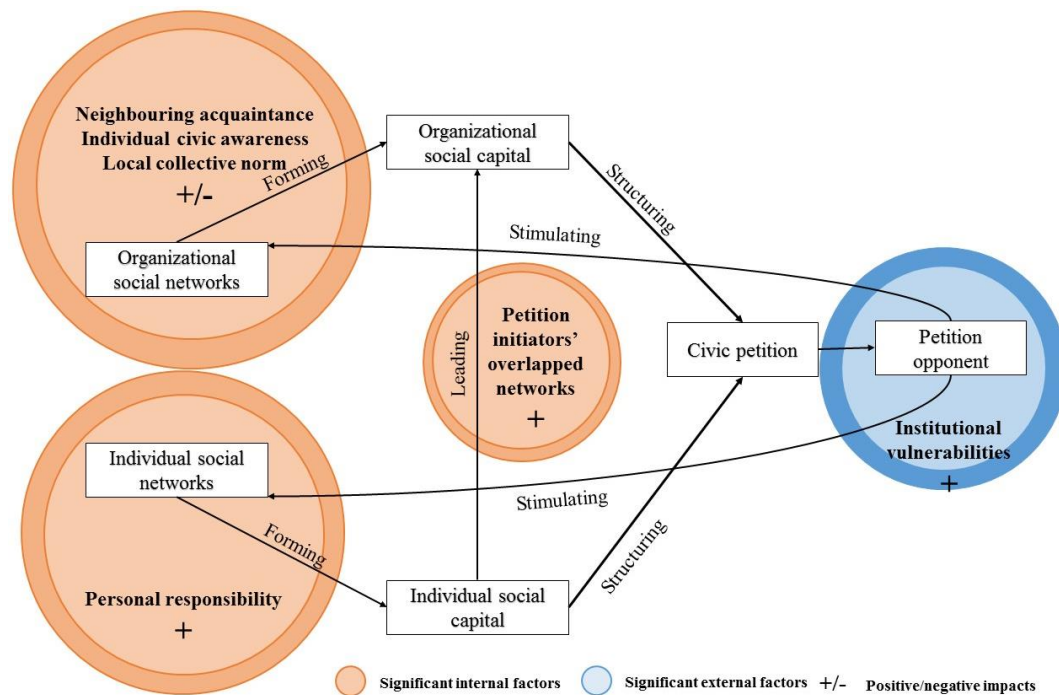 Neighbouring acquaintance
Individual civic awareness
Local collective norm
+/-
Organizational
social networks
Forming
Organizational
social capital
Structuring
Stimulating
Petition
initiators'
overlapped
networks
+
Leading
Civic petition
Petition
opponent
Institutional
vulnerabilities
+
Individual social
networks
Stimulating
Forming
Structuring
Personal responsibility
+
Individual social
capital
Significant internal factors
Significant external factors
+/- Positive/negative impacts